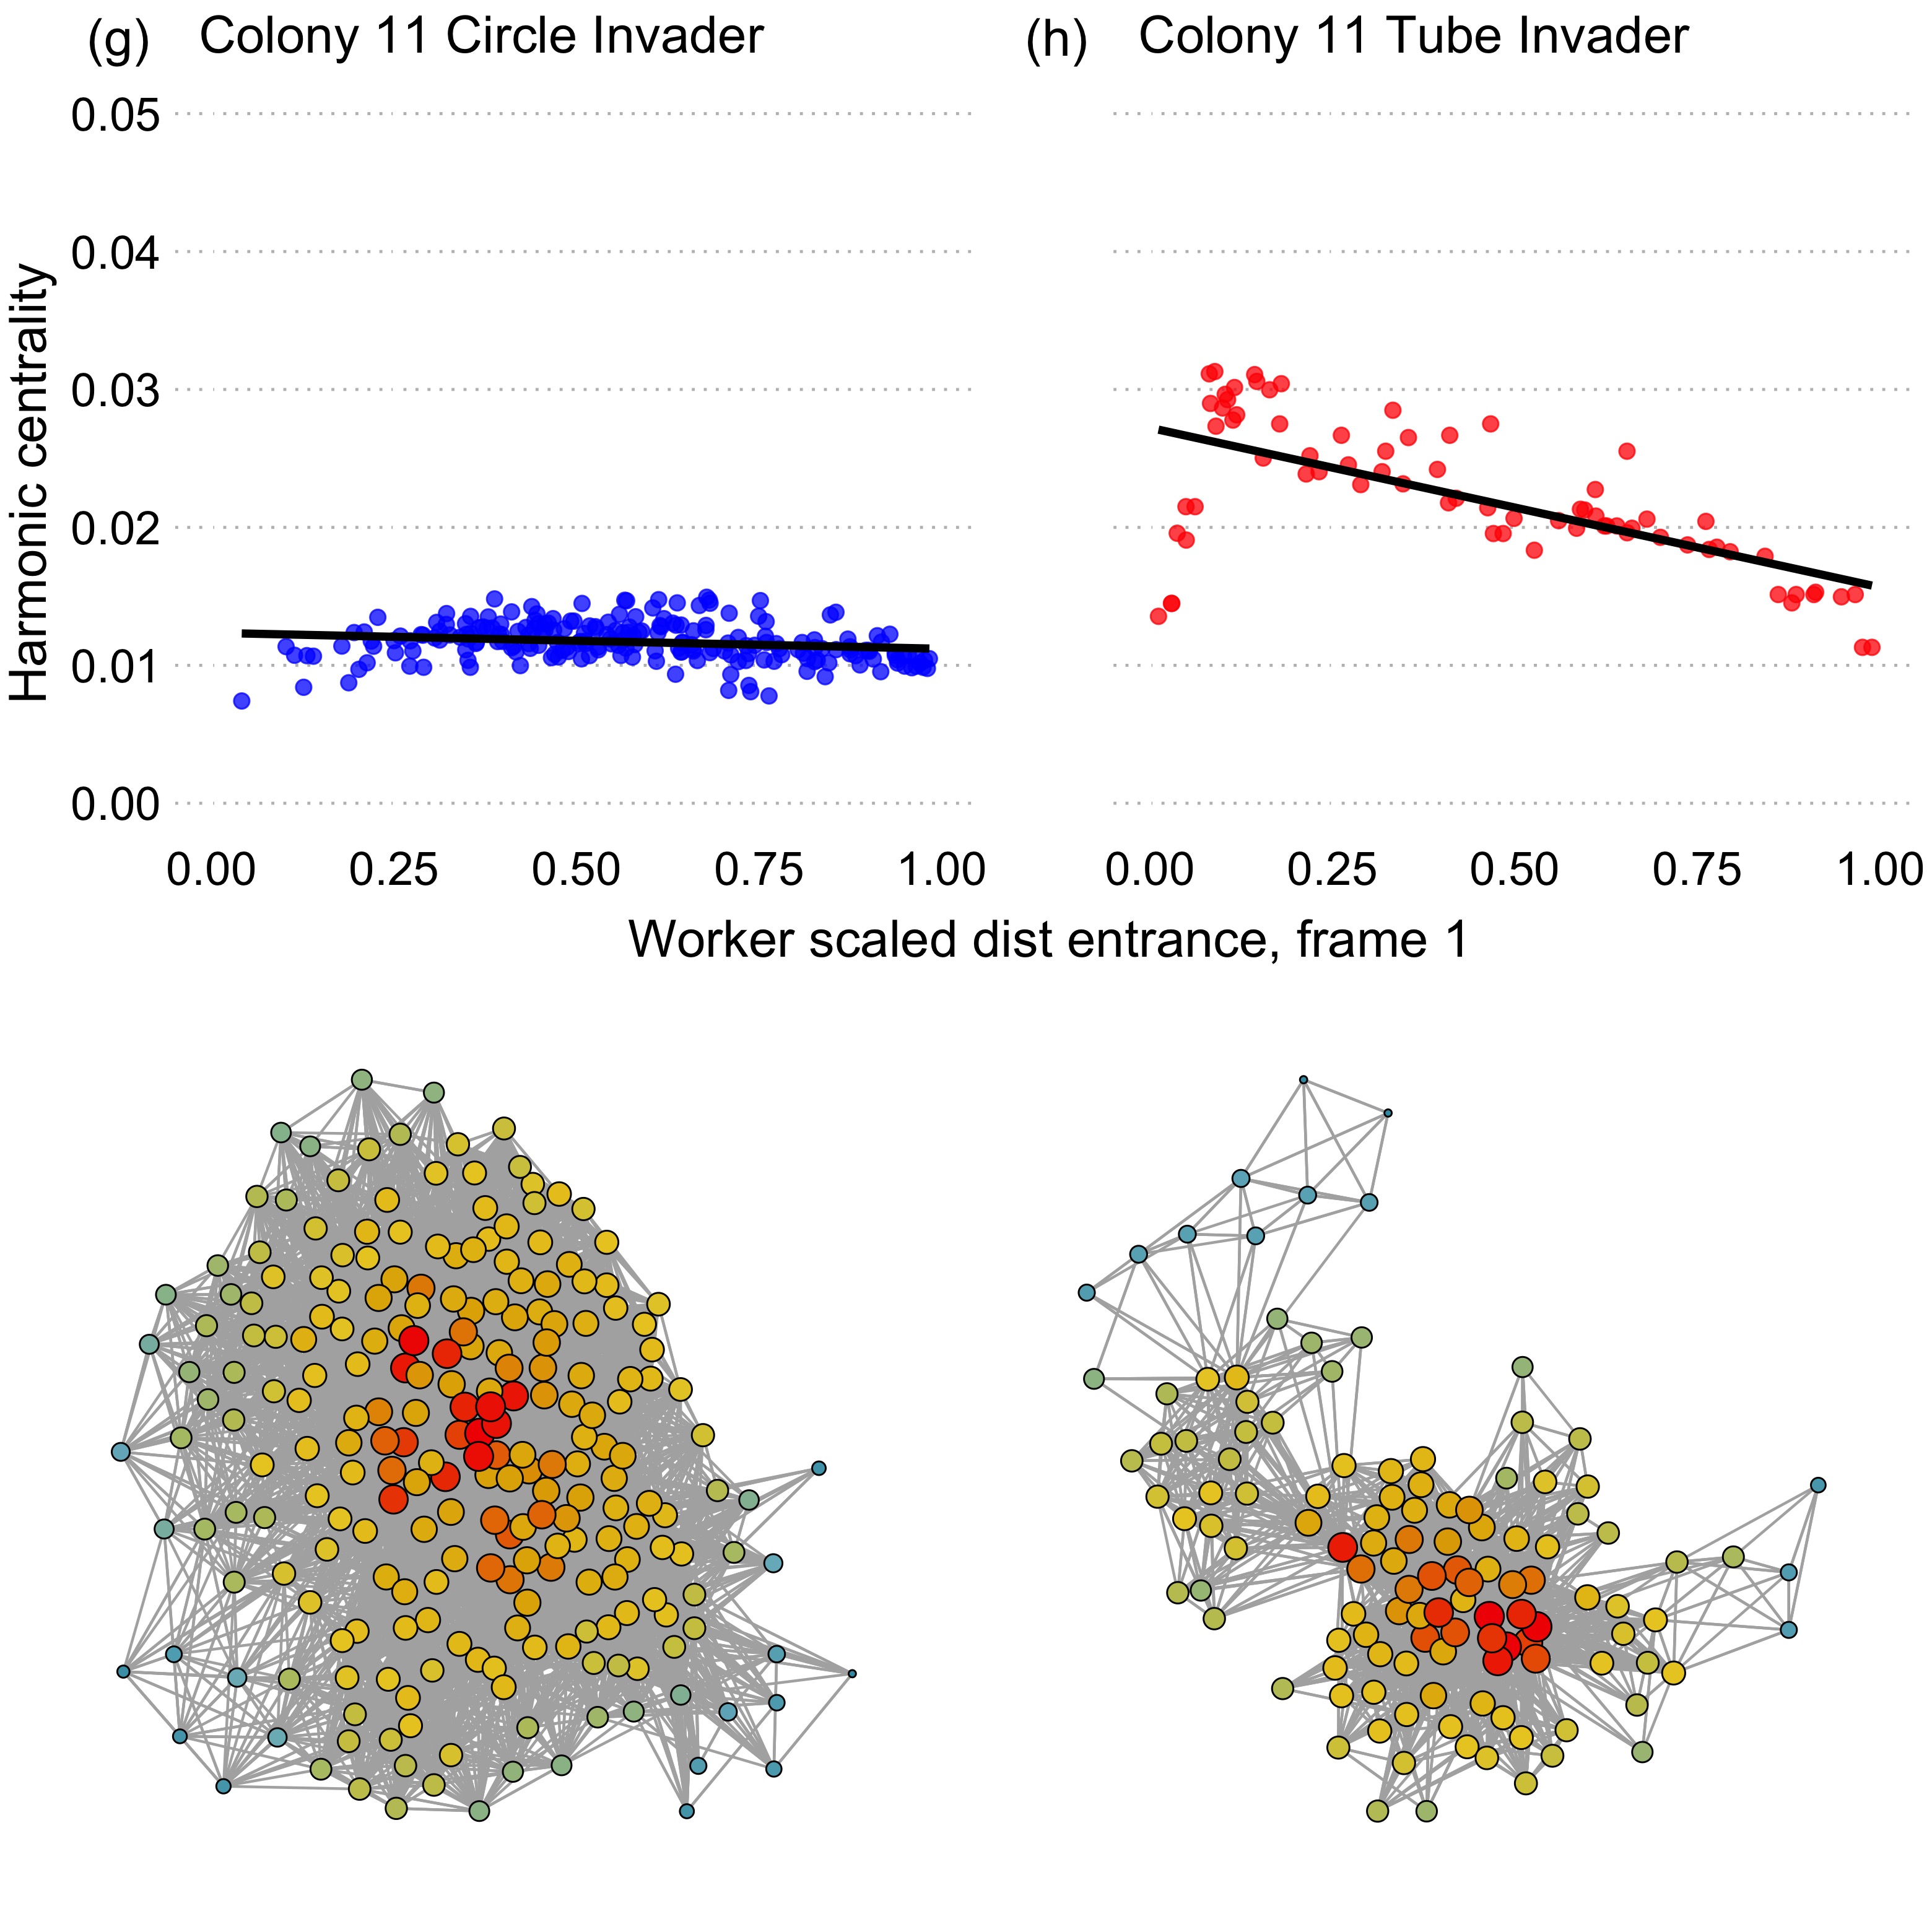 (g) Colony 11 Circle Invader
(h) Colony 11 Tube Invader
Harmonic centrality
0.05
0.04
0.03
0.02
0.01
0.00
0.00 0.25 0.50 0.75 1.00
0.00 0.25 0.50 0.75 1.00
Worker scaled dist entrance, frame 1